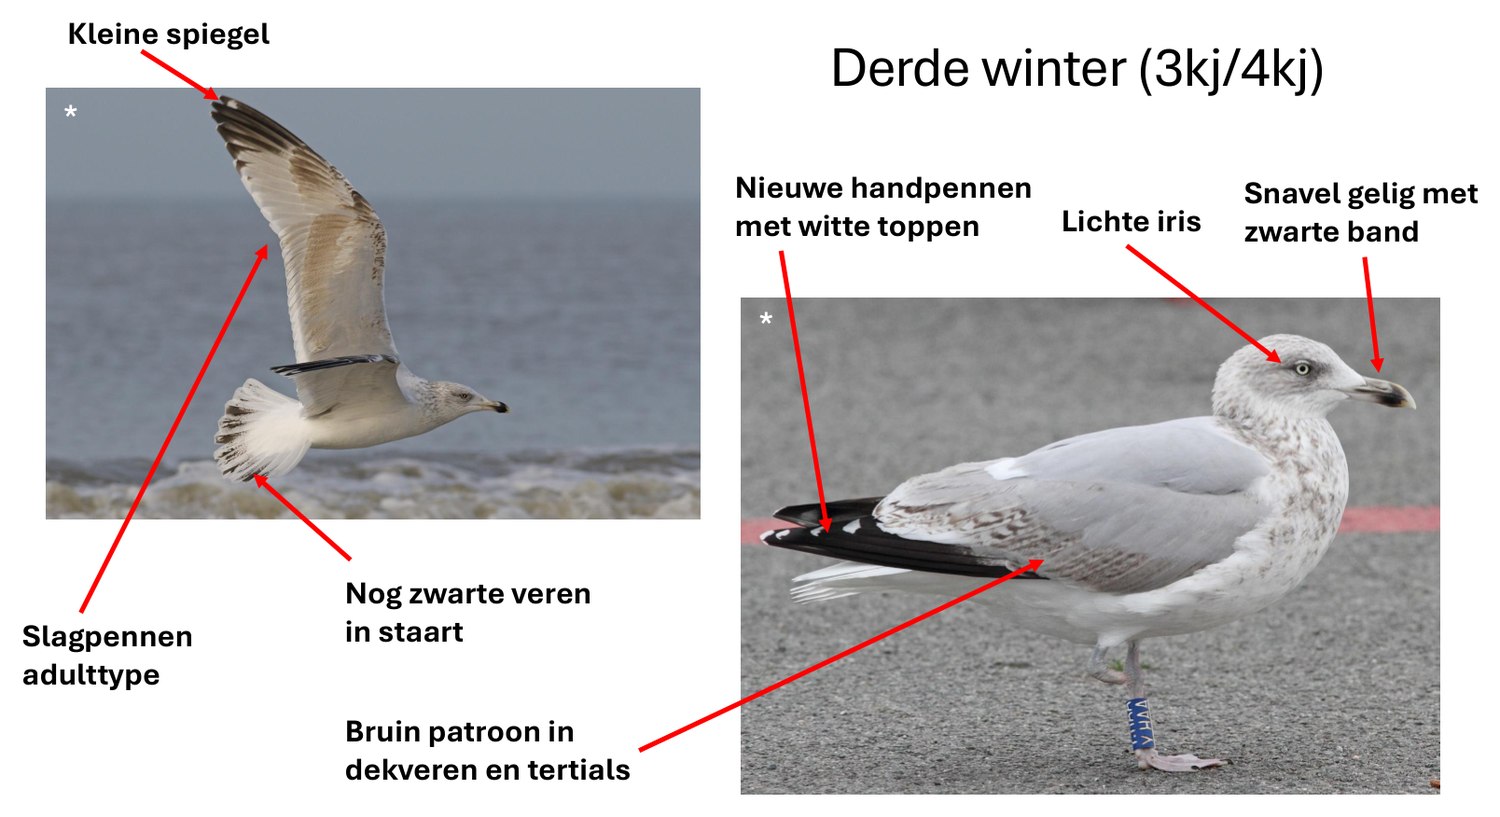 Kleine spiegel
Derde winter (3kj/4kj)
*
Nieuwe handpennen
met witte toppen
Lichte iris
Snavel gelig met
zwarte band
*
Nog zwarte veren
in staart
Slagpennen
adulttype
Bruin patroon in
dekveren en tertials